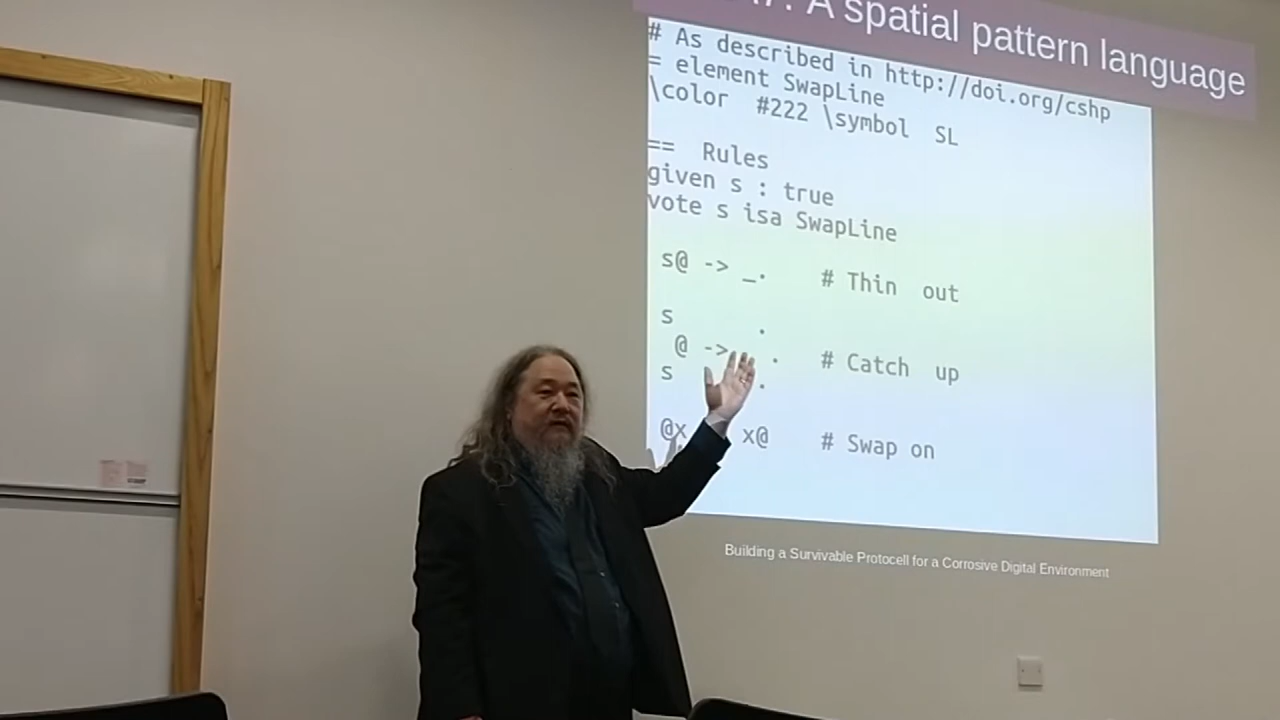 : A spatial pattern language
# As described in http://doi.org/cshp
= element SwapLine
\color #222 \symbol SL
== Rules
given s : true
vote s isa SwapLine
s@ -> _. # Thin out
s .
@ -> . # Catch up
s .
@x x@ # Swap on
Building a Survivable Protocell for a Corrosive Digital Environment